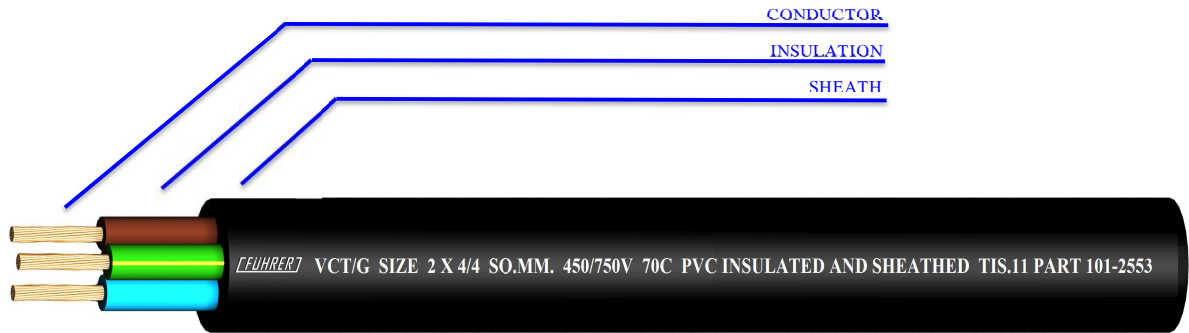 CONDUCTOR
INSULATION
SHEATH
FUHRER VCT/G SIZE 2 X 4/4 SO.MM. 450/750V 70C PVC INSULATED AND SHEATHED TIS.11 PART 101-2553